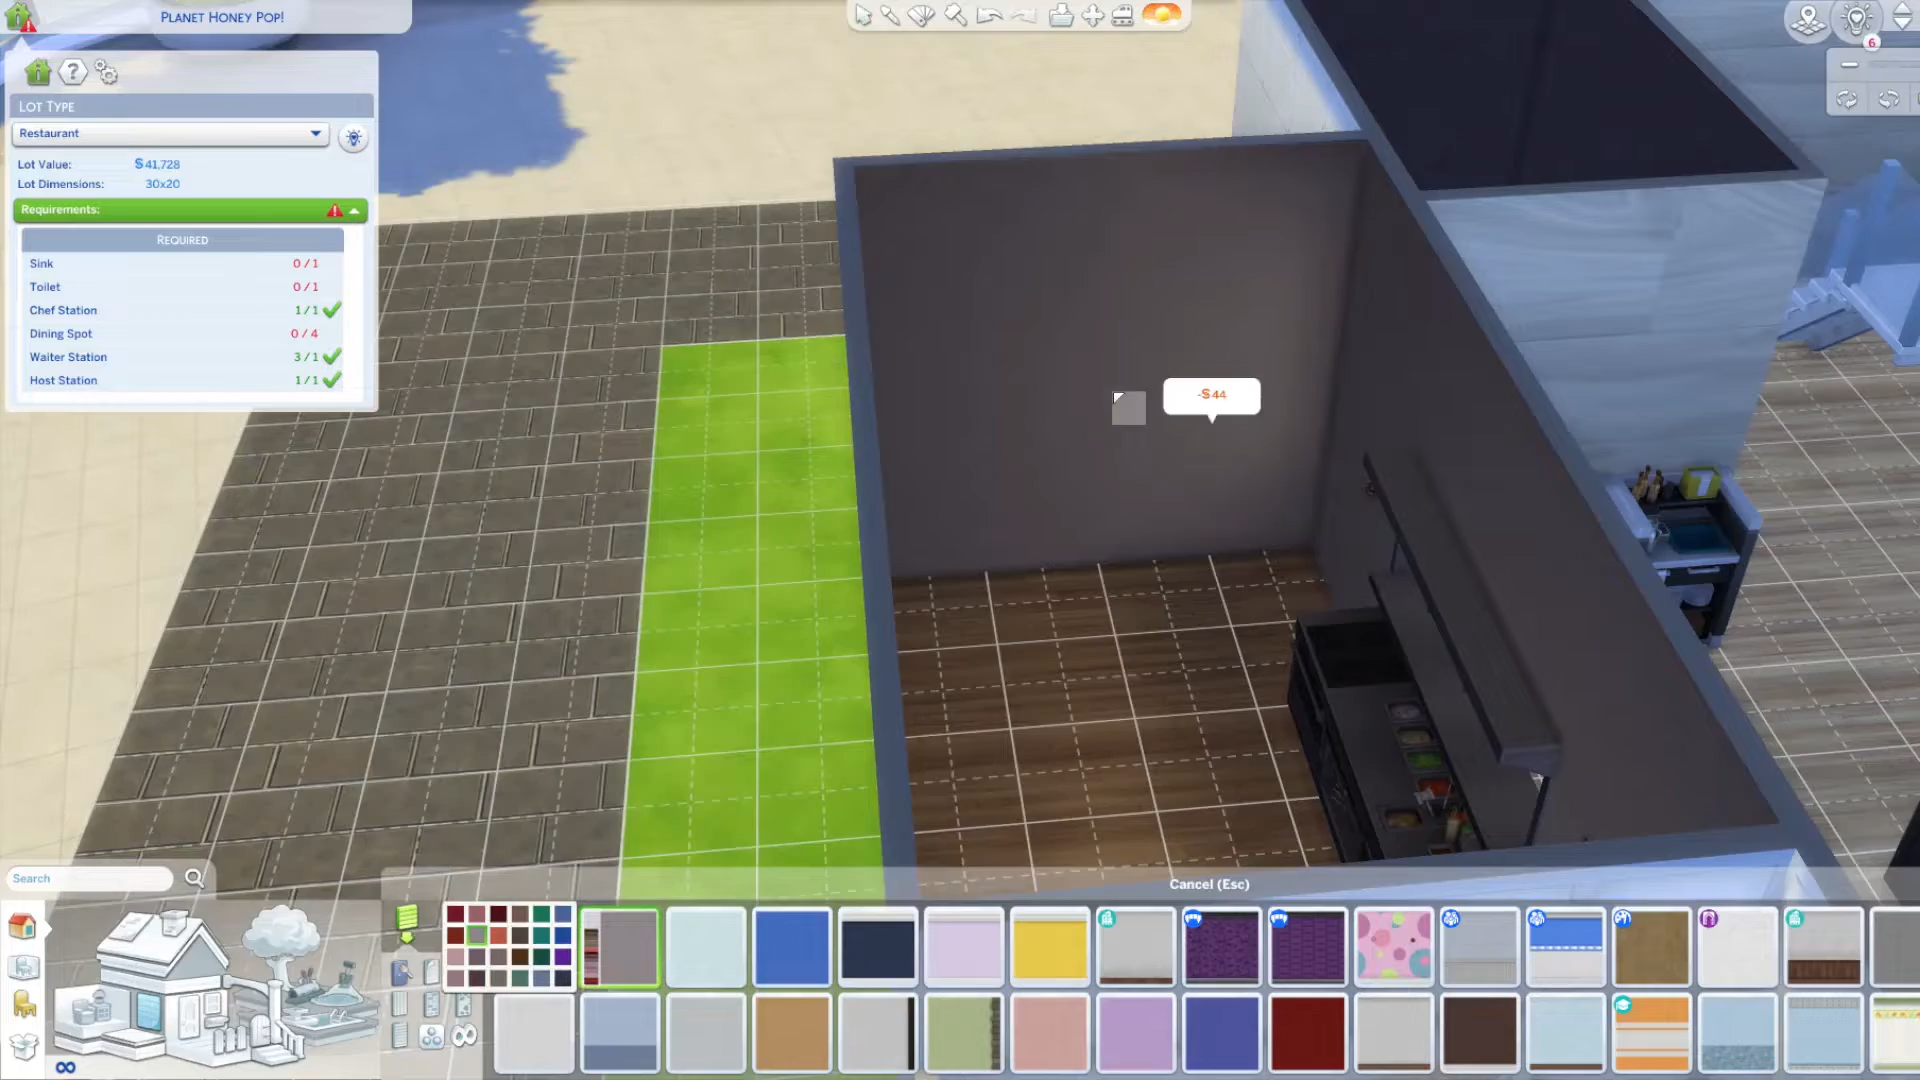 PLANET HONEY POP!
6
LOT TYPE
Restaurant
Lot Value: $41,728
Lot Dimensions: 30x20
Requirements:
REQUIRED
Sink 0 / 1
Toilet 0 / 1
Chef Station 1 / 1
Dining Spot 0 / 4
Waiter Station 3 / 1
Host Station 1 / 1
-$44
Search
Cancel (Esc)